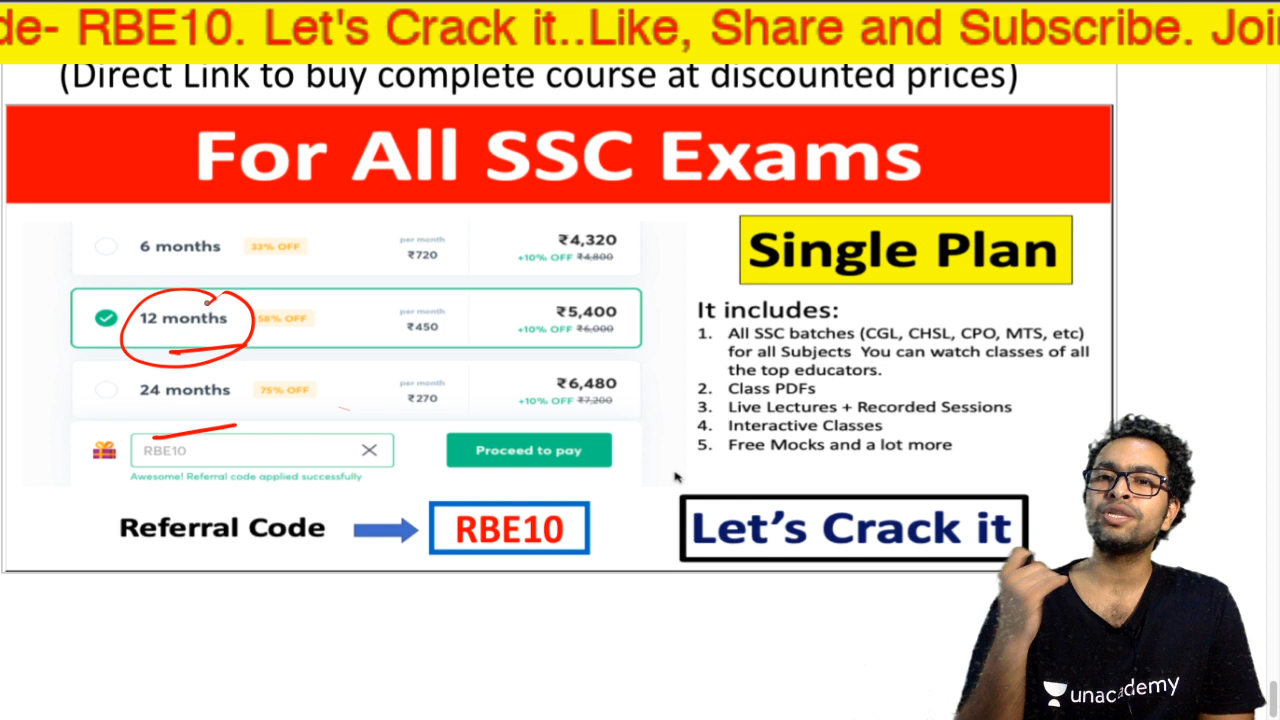 de- RBE10. Let's Crack it..Like, Share and Subscribe. Joi
(Direct Link to buy complete course at discounted prices)
For All SSC Exams
6 months 33% OFF per month ₹720 ₹4,320 +10% OFF ₹4,800
12 months 58% OFF per month ₹450 ₹5,400 +10% OFF ₹6,000
24 months 75% OFF per month ₹270 ₹6,480 +10% OFF ₹7,200
RBE10 Proceed to pay
Awesome! Referral code applied successfully
Single Plan
It includes:
1. All SSC batches (CGL, CHSL, CPO, MTS, etc)
for all Subjects You can watch classes of all
the top educators.
2. Class PDFs
3. Live Lectures + Recorded Sessions
4. Interactive Classes
5. Free Mocks and a lot more
Referral Code RBE10
Let's Crack it
unacademy